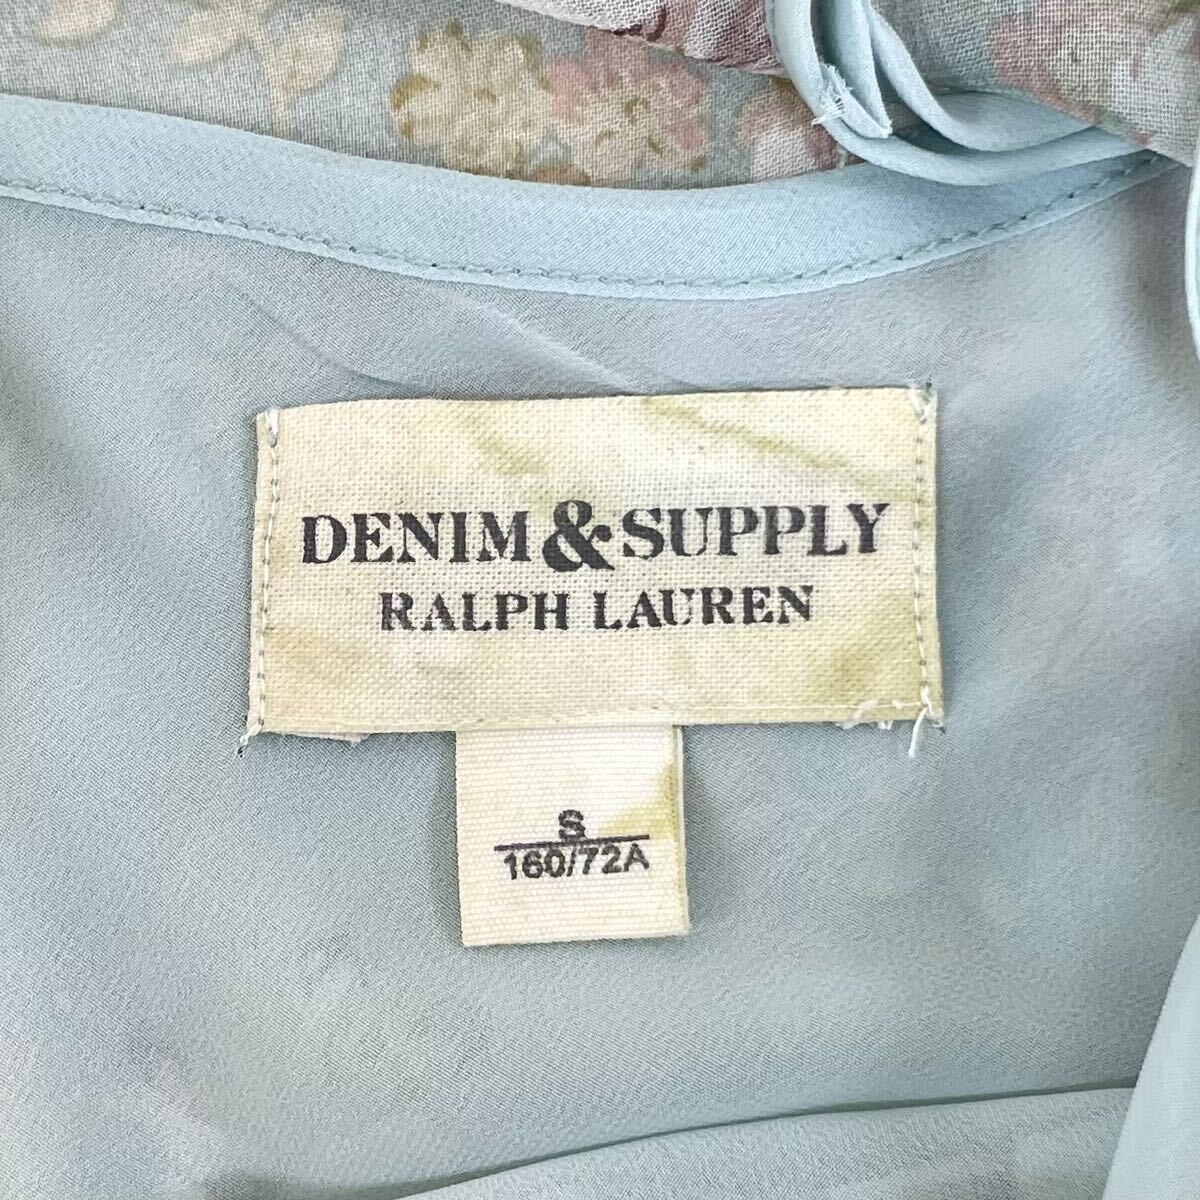 DENIM & SUPPLY
RALPH LAUREN
S
160/72A